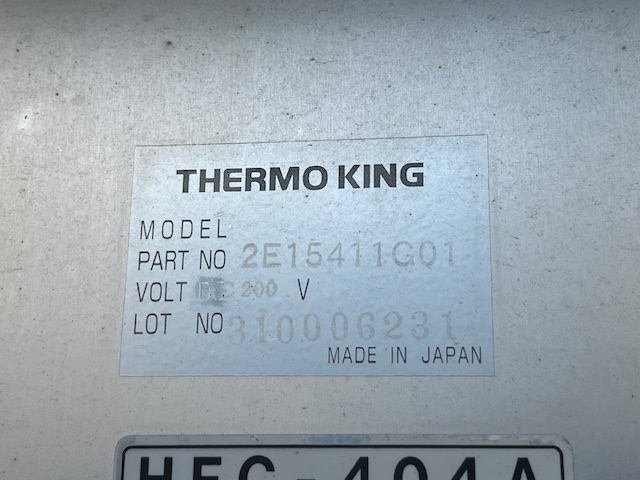 THERMO KING
MODEL
PART NO 2E15411G01
VOLT 200 V
LOT NO 310006231
MADE IN JAPAN
HFC-404A